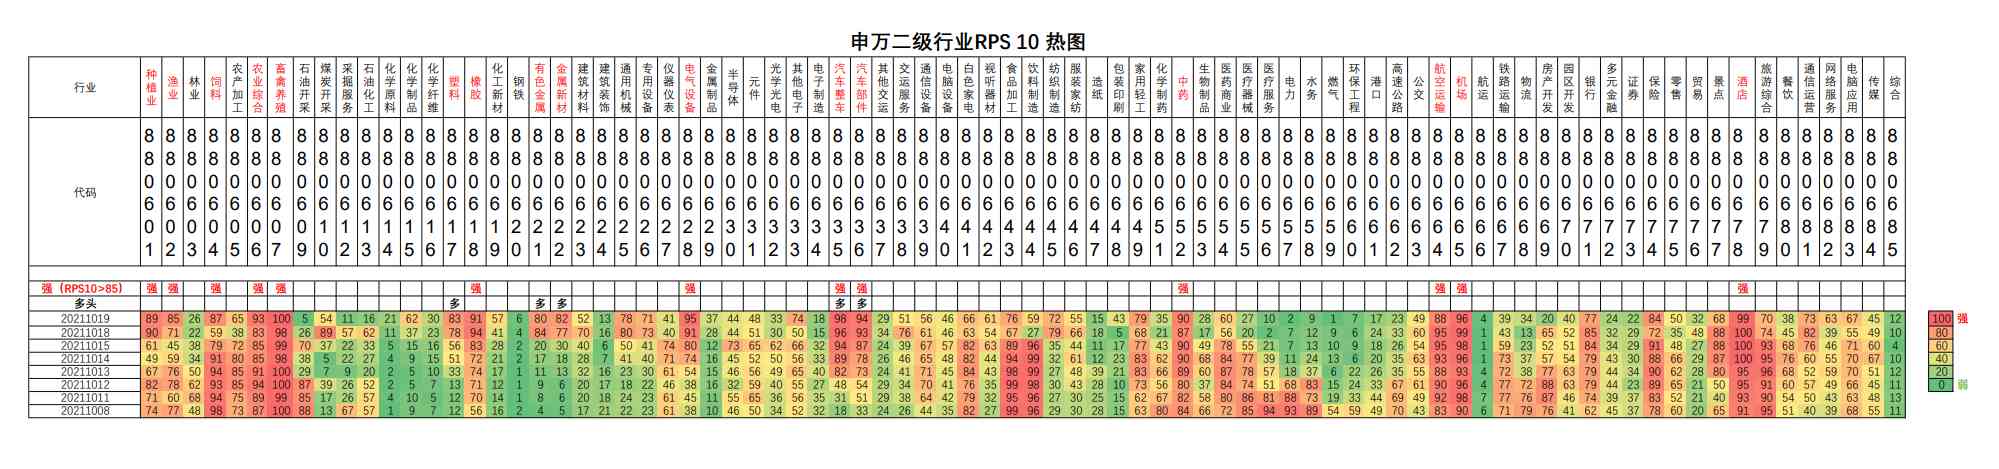 申万二级行业RPS 10 热图
行业 种植业 渔业 林业 饲料 农产加工 农业综合 畜禽养殖 石油开采 煤炭开采 采掘服务 石油化工 化学原料 化学制品 化学纤维 塑料 橡胶 化工新材 钢铁 有色金属 金属新材 建筑材料 建筑装饰 通用机械 专用设备 仪器仪表 电气设备 金属制品 半导体 元件 光学光电 其他电子 电子制造 汽车整车 汽车部件 其他交运 交运服务 通信设备 电脑设备 白色家电 视听器材 食品加工 饮料制造 纺织制造 服装家纺 造纸 包装印刷 家用轻工 化学制药 中药 生物制品 医药商业 医疗器械 医疗服务 电力 水务 燃气 环保工程 港口 高速公路 公交 航空运输 机场 航运 铁路运输 物流 房产开发 园区开发 银行 多元金融 证券 保险 零售 贸易 景点 酒店 旅游综合 餐饮 通信运营 网络服务 电脑应用 传媒 综合
代码 880601 880602 880603 880604 880605 880606 880607 880609 880610 880612 880613 880614 880615 880616 880617 880618 880619 880620 880621 880622 880623 880624 880625 880626 880627 880628 880629 880630 880631 880632 880633 880634 880635 880636 880637 880638 880639 880640 880641 880642 880643 880644 880645 880646 880647 880648 880649 880651 880652 880653 880654 880655 880656 880657 880658 880659 880660 880661 880662 880663 880664 880665 880666 880667 880668 880669 880670 880671 880672 880673 880674 880675 880676 880677 880678 880679 880680 880681 880682 880683 880684 880685
强（RPS10>85） 强 强 强 强 强 强 强 强 强 强 强 强 强
多头 多 多 多 多 多
20211019 89 85 26 87 65 93 100 5 54 11 16 21 62 30 83 91 57 6 80 82 52 13 78 71 41 95 37 44 48 33 74 44 98 94 29 51 56 46 66 61 76 59 72 55 15 43 79 35 90 28 60 27 10 2 9 1 7 17 23 49 88 96 4 39 34 20 40 77 24 22 84 50 32 68 99 70 38 73 63 67 45 12
20211018 90 71 22 59 38 83 98 26 89 57 62 11 37 23 78 94 41 4 84 77 40 16 80 73 40 91 28 44 51 30 50 15 96 93 34 76 61 46 63 54 67 27 79 66 18 5 68 21 87 17 56 20 2 7 12 9 6 24 33 60 95 99 1 43 13 65 52 85 32 29 72 35 48 88 100 74 45 82 39 55 49 10
20211015 61 45 38 79 72 85 99 70 37 22 33 5 15 16 56 83 28 2 20 30 40 6 50 41 74 80 12 73 65 62 66 32 94 87 21 39 67 57 82 63 89 96 35 44 11 17 77 43 90 49 78 55 21 7 13 10 9 18 26 54 95 98 1 59 23 52 51 84 34 29 91 48 27 88 100 93 68 76 24 60 71 4
20211014 49 59 34 91 80 85 98 38 5 22 27 4 9 15 51 72 21 2 17 18 28 7 41 40 71 74 16 45 52 50 56 33 89 78 26 46 65 48 82 44 94 99 32 61 12 23 83 62 90 68 84 77 39 11 24 13 6 20 35 63 93 96 1 73 37 57 54 79 43 30 88 66 29 87 100 95 76 60 55 70 67 10
20211013 67 76 50 94 85 91 100 29 7 9 20 2 5 10 33 74 17 1 11 13 32 16 23 30 61 54 15 46 56 49 65 40 82 73 24 41 71 45 79 43 98 99 48 63 28 34 83 66 89 60 87 78 57 18 37 15 6 22 35 55 88 93 4 77 36 72 59 84 44 30 90 62 28 80 95 96 68 52 59 70 51 12
20211012 82 78 62 93 85 94 100 87 39 26 52 2 5 7 13 71 12 1 9 6 20 17 18 22 46 38 16 32 59 40 55 27 48 54 29 34 70 41 76 35 98 99 30 43 28 10 73 56 80 37 84 74 51 68 83 15 24 33 67 61 90 96 4 77 72 88 63 79 44 23 89 65 21 50 95 91 60 57 49 66 45 11
20211011 71 60 68 94 75 89 99 85 17 26 57 4 10 5 12 70 14 1 8 6 20 18 24 22 61 45 11 55 65 36 56 35 31 51 28 38 64 42 79 32 95 96 37 47 29 16 62 67 82 58 80 86 81 88 73 19 33 44 69 49 92 98 7 77 76 87 78 74 46 39 84 52 23 40 93 90 54 50 43 63 48 13
20211008 74 77 48 98 73 97 100 88 13 67 57 1 9 7 12 56 16 2 4 5 17 21 22 23 61 38 10 46 50 34 52 32 18 33 24 26 44 35 82 27 99 96 29 30 28 15 63 80 84 66 72 85 94 93 89 54 59 49 70 43 83 90 6 71 79 76 41 62 45 37 78 60 20 65 91 95 51 40 39 68 55 11
100 强
80
60
40
20
0 弱